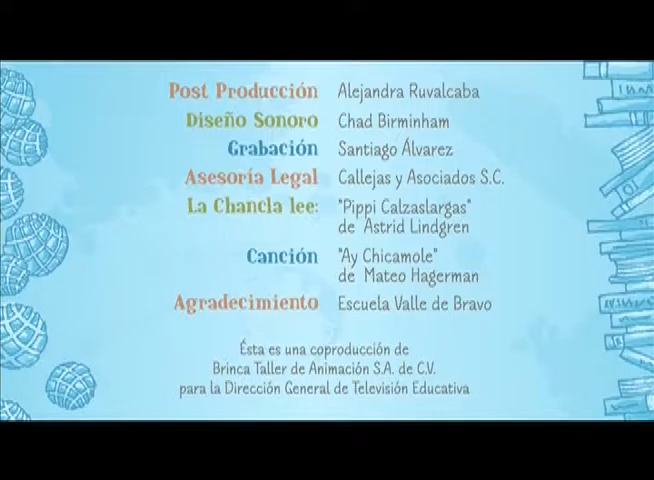 Post Producción Alejandra Ruvalcaba
Diseño Sonoro Chad Birminham
Grabación Santiago Álvarez
Asesoría Legal Callejas y Asociados S.C.
La Chancla lee: "Pippi Calzaslargas"
de Astrid Lindgren
Canción "Ay Chicamole"
de Mateo Hagerman
Agradecimiento Escuela Valle de Bravo
Ésta es una coproducción de
Brinca Taller de Animación S.A. de C.V.
para la Dirección General de Televisión Educativa